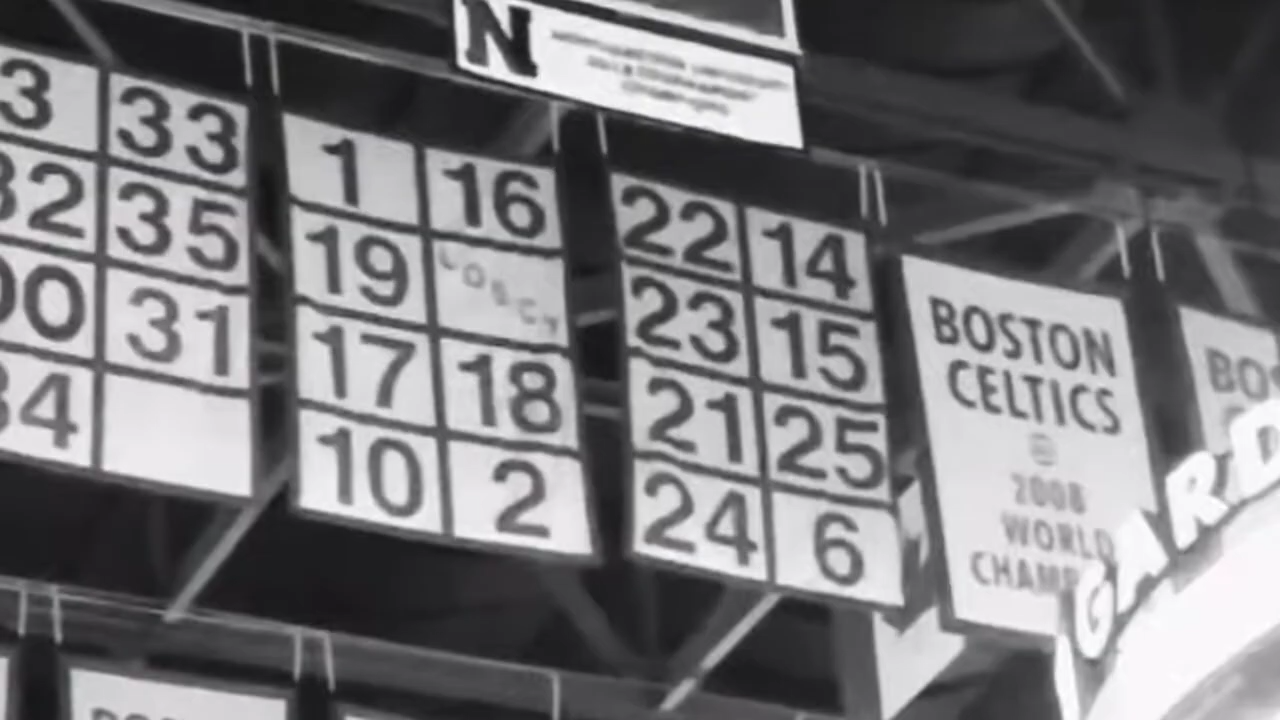 N
3 33
32 35
00 31
34
1 16
19 LOSCY
17 18
10 2
22 14
23 15
21 25
24 6
BOSTON
CELTICS
2008
WORLD
CHAMP
BOS
GARD